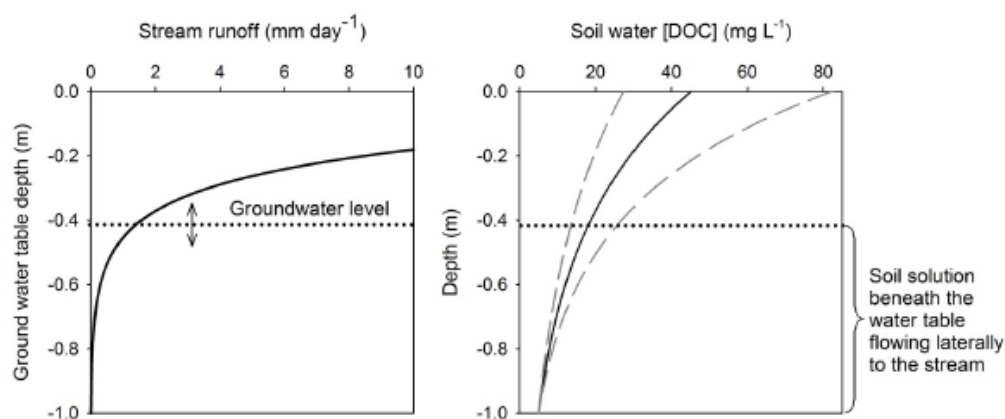 Stream runoff (mm day-1)
0 2 4 6 8 10
Ground water table depth (m)
0.0
-0.2
-0.4
-0.6
-0.8
-1.0
Groundwater level
Soil water [DOC] (mg L-1)
0 20 40 60 80
Depth (m)
0.0
-0.2
-0.4
-0.6
-0.8
-1.0
Soil solution
beneath the
water table
flowing laterally
to the stream